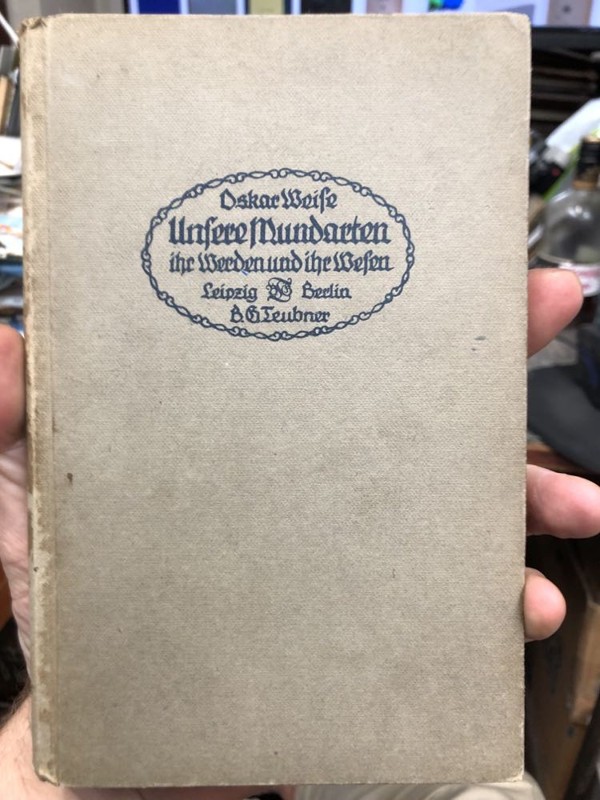 Oskar Weiſe
Unſere Mundarten
ihr Werden und ihr Weſen
Leipzig Berlin
B. G. Teubner